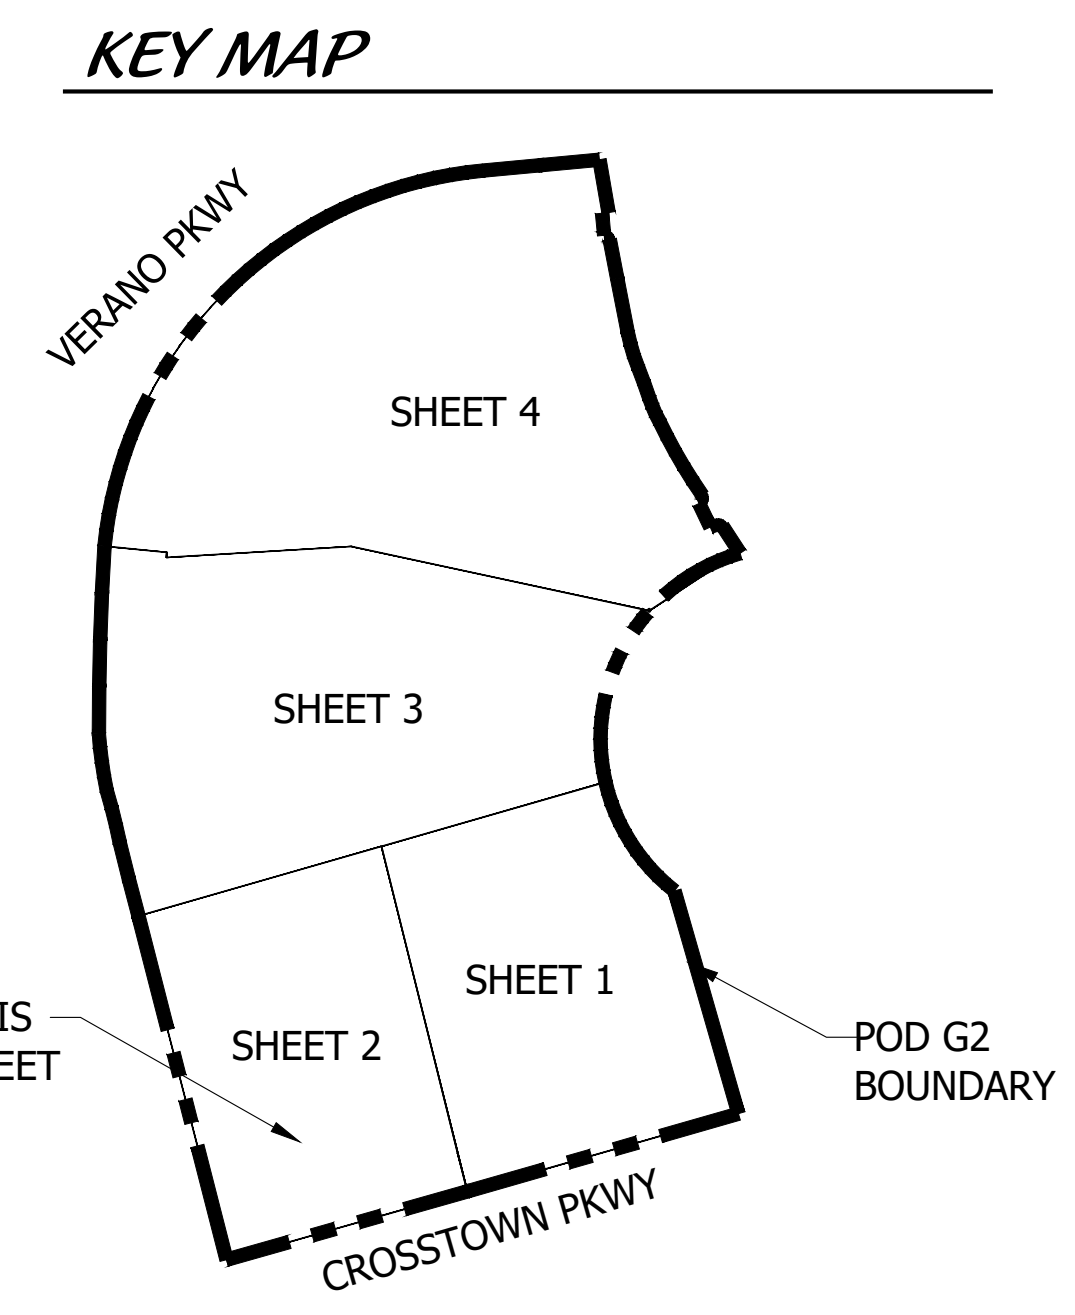 KEY MAP
VERANO PKWY
SHEET 4
SHEET 3
SHEET 1
SHEET 2
POD G2
BOUNDARY
CROSSTOWN PKWY